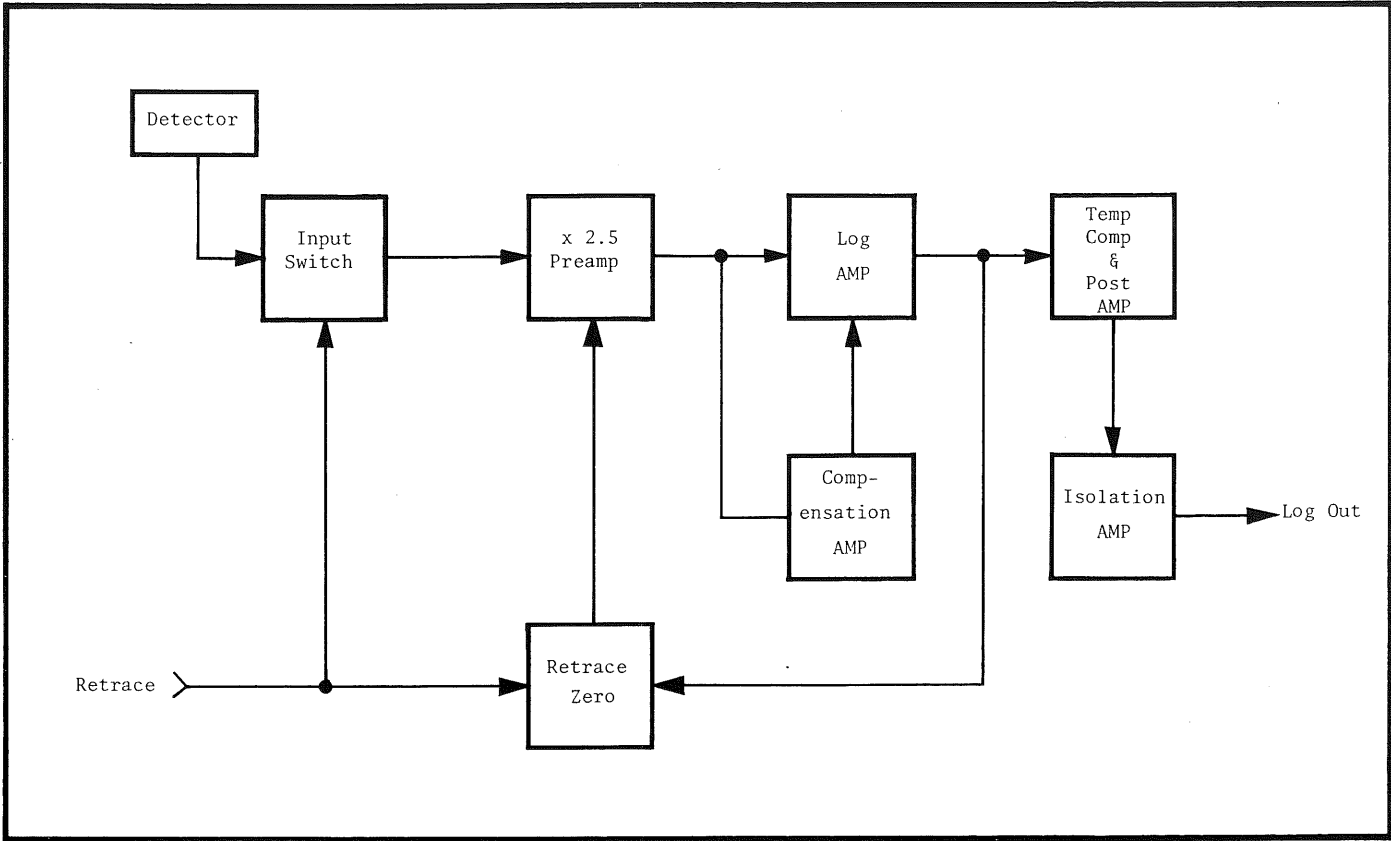 Detector
Input
Switch
x 2.5
Preamp
Log
AMP
Temp
Comp
&
Post
AMP
Comp-
ensation
AMP
Isolation
AMP
Log Out
Retrace
Retrace
Zero